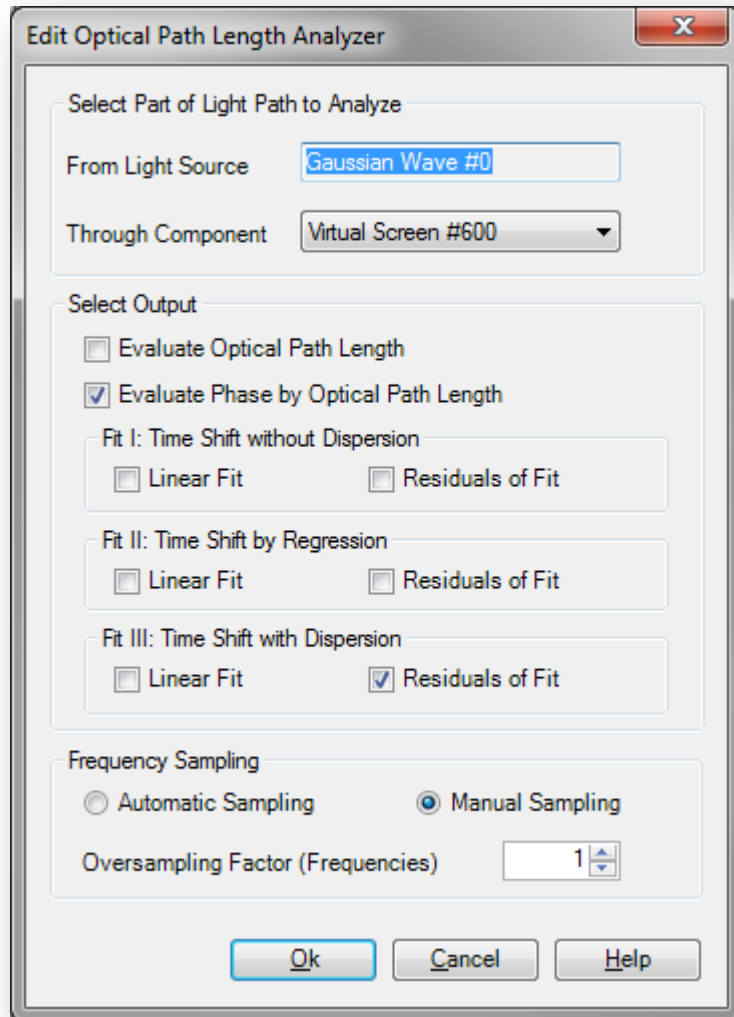 Edit Optical Path Length Analyzer
Select Part of Light Path to Analyze
From Light Source Gaussian Wave #0
Through Component Virtual Screen #600
Select Output
Evaluate Optical Path Length
Evaluate Phase by Optical Path Length
Fit I: Time Shift without Dispersion
Linear Fit Residuals of Fit
Fit II: Time Shift by Regression
Linear Fit Residuals of Fit
Fit III: Time Shift with Dispersion
Linear Fit Residuals of Fit
Frequency Sampling
Automatic Sampling Manual Sampling
Oversampling Factor (Frequencies) 1
Ok Cancel Help